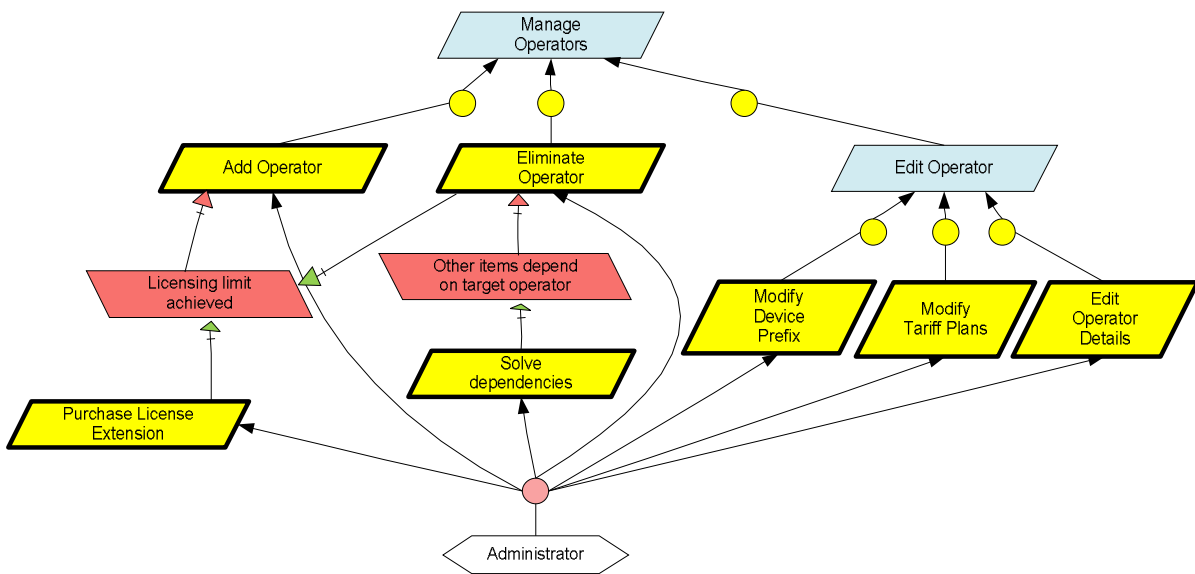 Manage
Operators
Add Operator
Eliminate
Operator
Edit Operator
Licensing limit
achieved
Other items depend
on target operator
Modify
Device
Prefix
Modify
Tariff Plans
Edit
Operator
Details
Solve
dependencies
Purchase License
Extension
Administrator